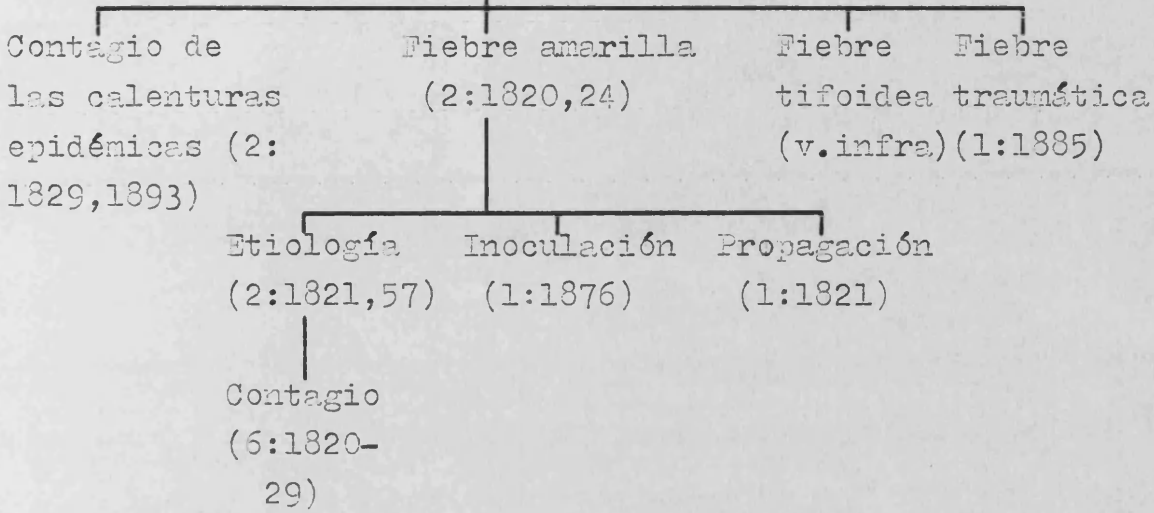 Contagio de
las calenturas
epidémicas (2:
1829,1893)
Fiebre amarilla
(2:1820,24)
Fiebre
tifoidea
(v.infra)
Fiebre
traumática
(1:1885)
Etiología
(2:1821,57)
Inoculación
(1:1876)
Propagación
(1:1821)
Contagio
(6:1820-
29)